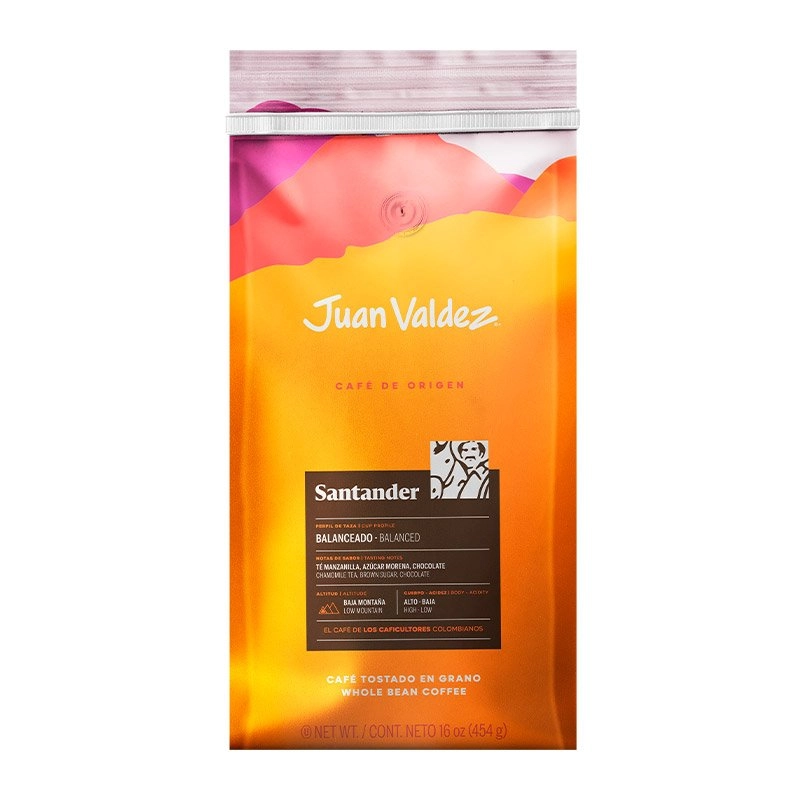 Juan Valdez
CAFÉ DE ORIGEN
Santander
PERFIL DE TAZA | CUP PROFILE
BALANCEADO - BALANCED
NOTAS DE SABOR | TASTING NOTES
TÉ MANZANILLA, AZÚCAR MORENA, CHOCOLATE
CHAMOMILE TEA, BROWN SUGAR, CHOCOLATE
ALTITUD | ALTITUDE
BAJA MONTAÑA
LOW MOUNTAIN
CUERPO - ACIDEZ | BODY - ACIDITY
ALTO - BAJA
HIGH - LOW
EL CAFÉ DE LOS CAFICULTORES COLOMBIANOS
CAFÉ TOSTADO EN GRANO
WHOLE BEAN COFFEE
NET WT. / CONT. NETO 16 oz (454 g)